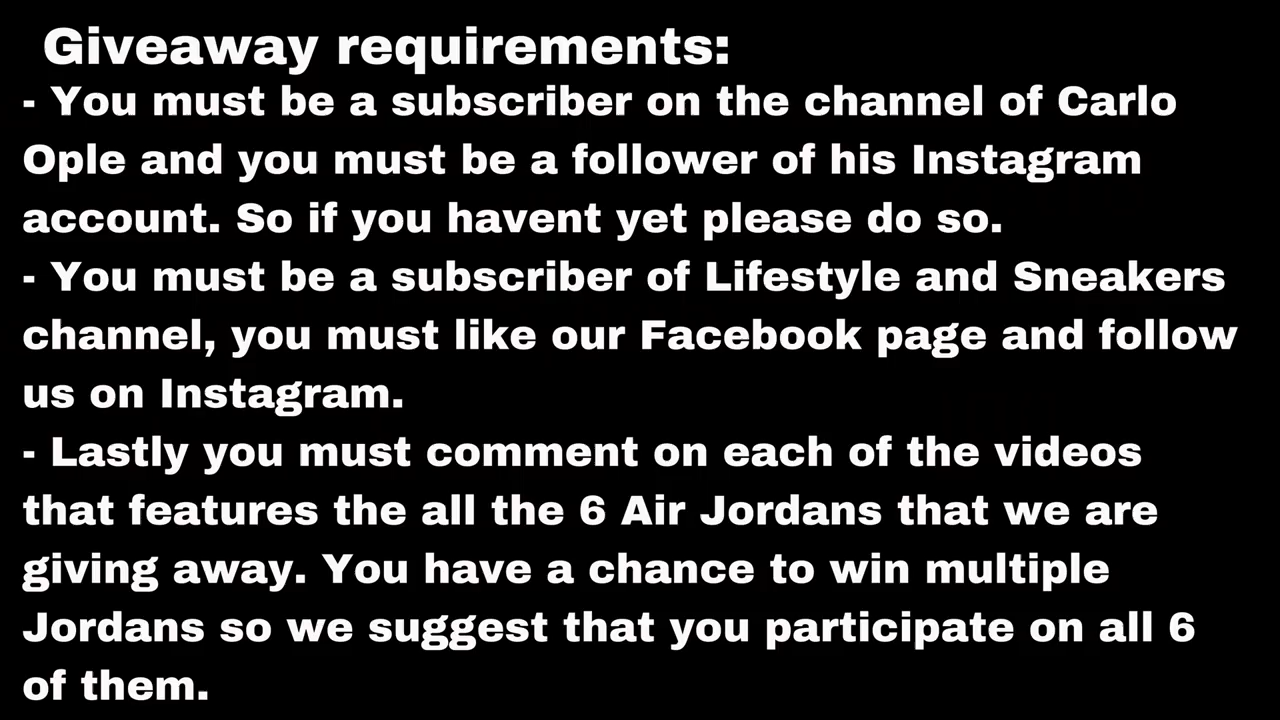 Giveaway requirements:
- You must be a subscriber on the channel of Carlo
Ople and you must be a follower of his Instagram
account. So if you havent yet please do so.
- You must be a subscriber of Lifestyle and Sneakers
channel, you must like our Facebook page and follow
us on Instagram.
- Lastly you must comment on each of the videos
that features the all the 6 Air Jordans that we are
giving away. You have a chance to win multiple
Jordans so we suggest that you participate on all 6
of them.